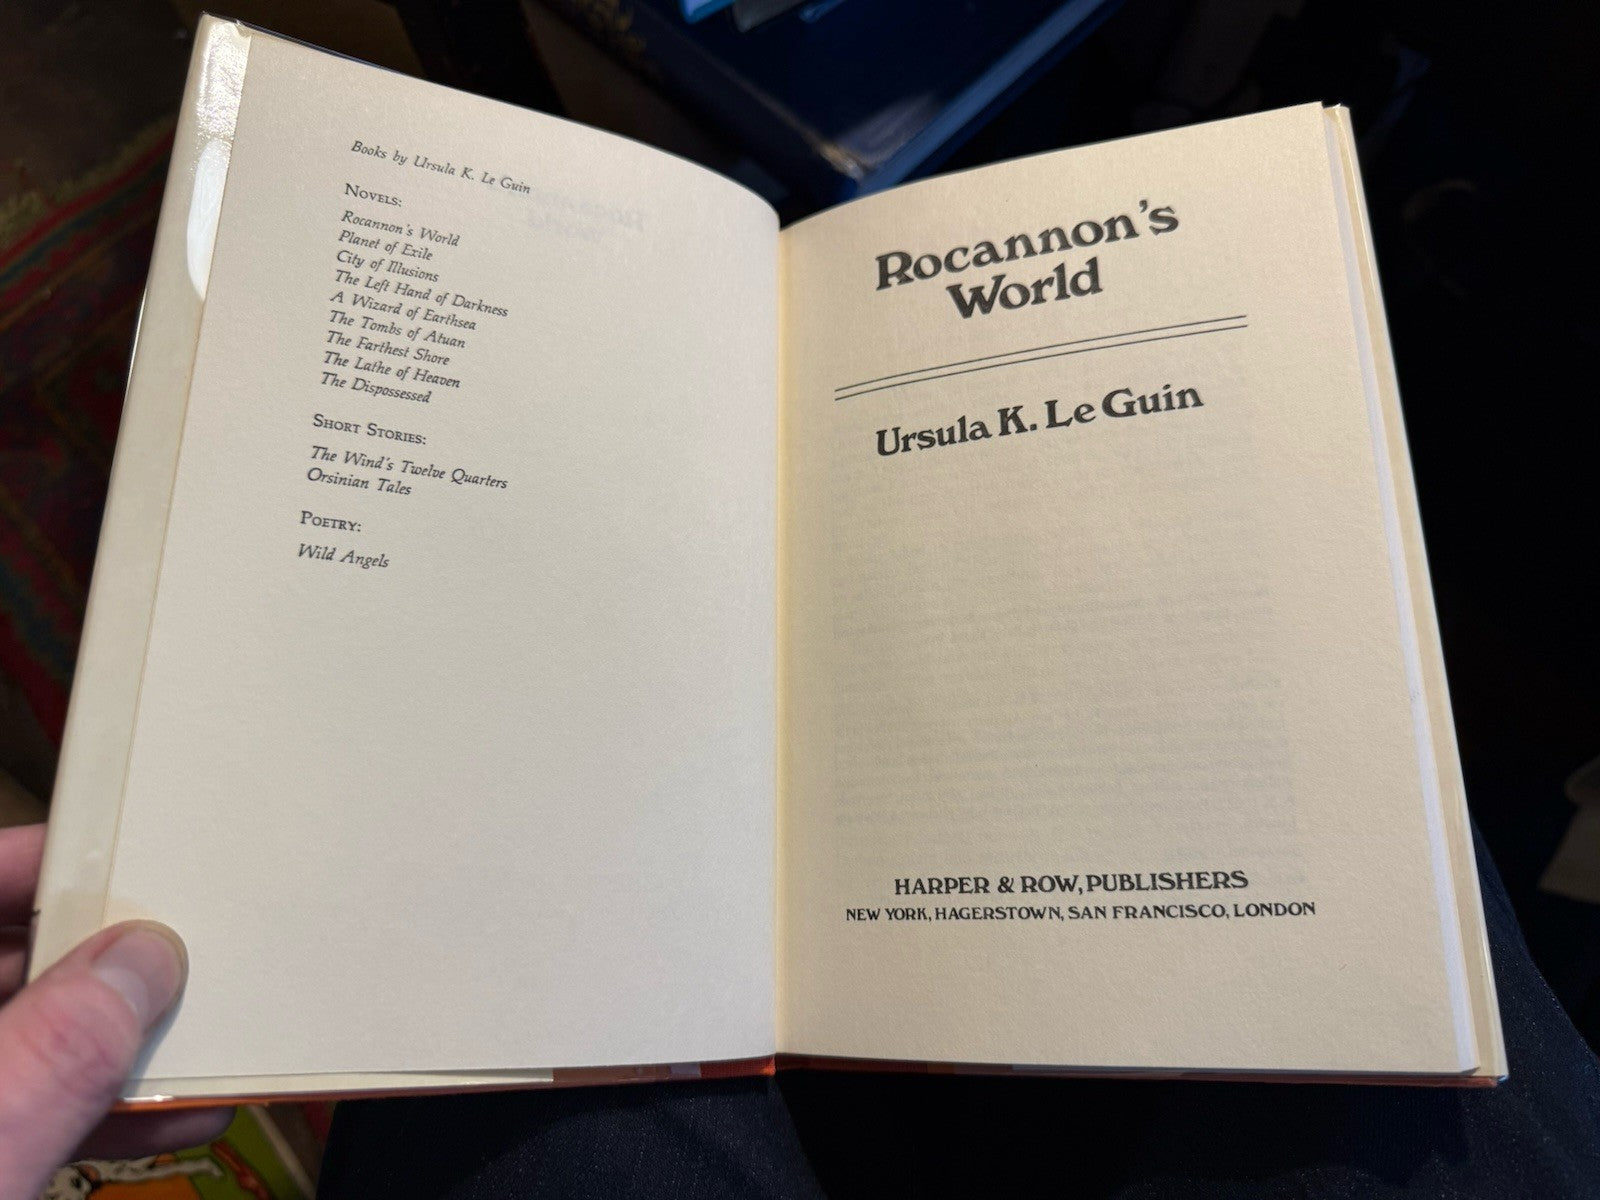 Books by Ursula K. Le Guin
NOVELS:
Rocannon's World
Planet of Exile
City of Illusions
The Left Hand of Darkness
A Wizard of Earthsea
The Tombs of Atuan
The Farthest Shore
The Lathe of Heaven
The Dispossessed
SHORT STORIES:
The Wind's Twelve Quarters
Orsinian Tales
POETRY:
Wild Angels
Rocannon's
World
Ursula K. Le Guin
HARPER & ROW, PUBLISHERS
NEW YORK, HAGERSTOWN, SAN FRANCISCO, LONDON